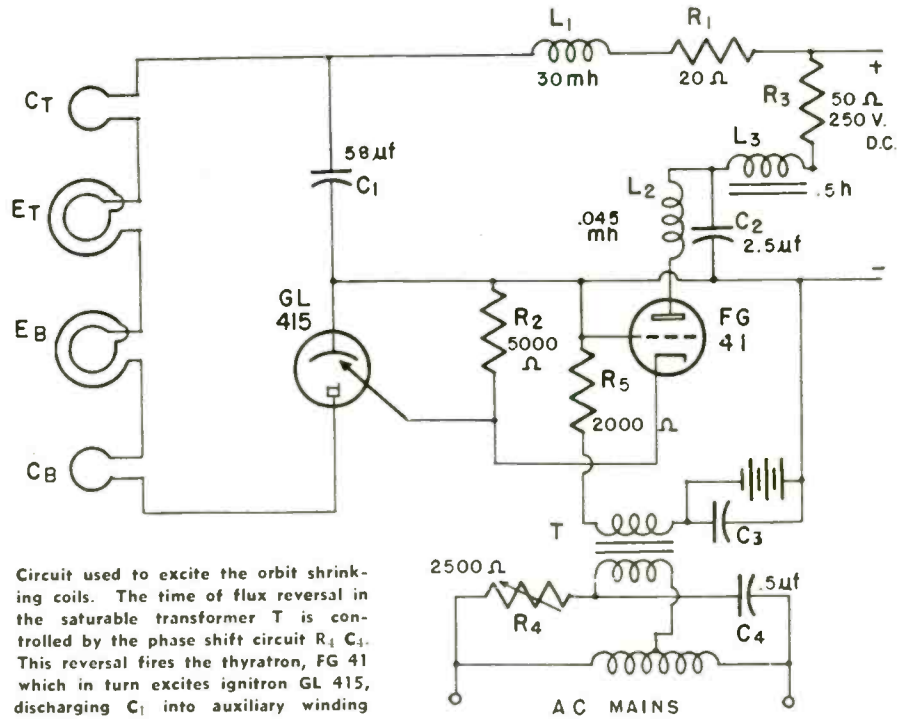 L1
R1
30mh
20 Ω
+
R3
50 Ω
250 V.
D.C.
CT
58µf
C1
L3
.5h
L2
.045
mh
C2
2.5µf
ET
−
GL
415
R2
5000
Ω
FG
41
EB
R5
2000 Ω
CB
T
C3
2500 Ω
R4
.5µf
C4
AC MAINS
Circuit used to excite the orbit shrink-
ing coils. The time of flux reversal in
the saturable transformer T is con-
trolled by the phase shift circuit R4 C4.
This reversal fires the thyratron, FG 41
which in turn excites ignitron GL 415,
discharging C1 into auxiliary winding